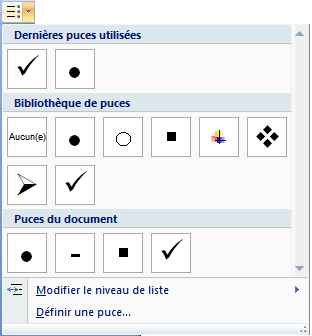 Dernières puces utilisées
Bibliothèque de puces
Aucun(e)
Puces du document
Modifier le niveau de liste
Définir une puce...